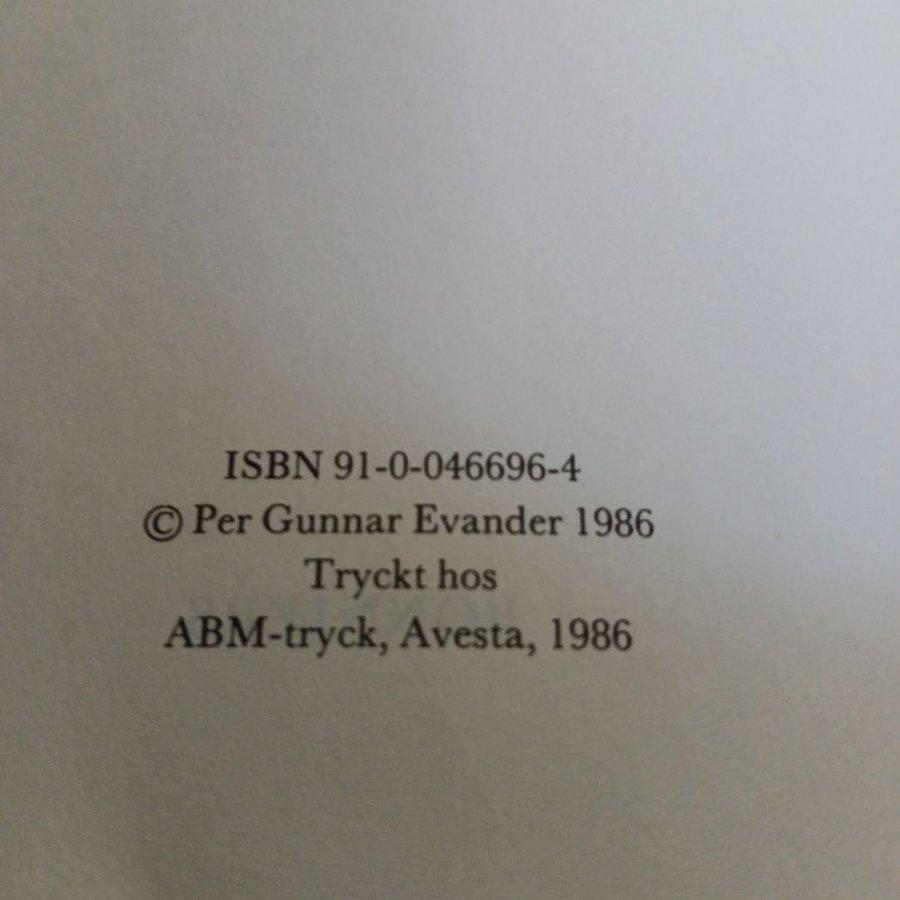 ISBN 91-0-046696-4
© Per Gunnar Evander 1986
Tryckt hos
ABM-tryck, Avesta, 1986